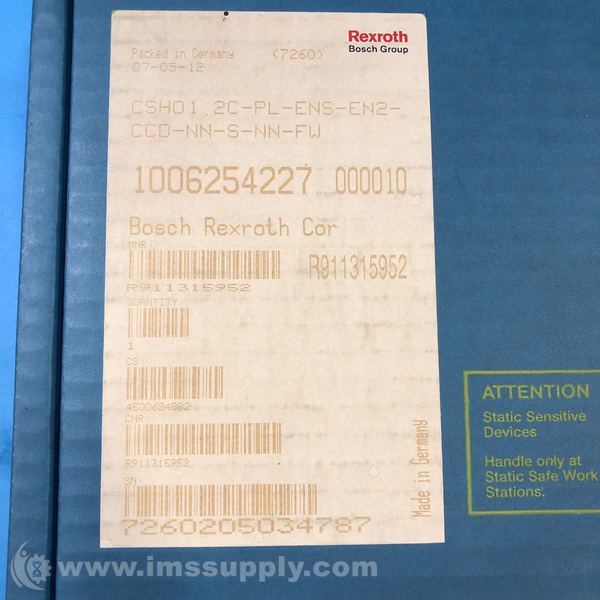 Rexroth
Bosch Group
Packed in Germany (7260)
07-05-12
CSH01.2C-PL-ENS-EN2-
CCD-NN-S-NN-FW
1006254227 000010
Bosch Rexroth Cor
MNR
R911315952
R911315952
QUANTITY
1
CS
4500624082
CNR
R911315952
SN
7260205034787
Made in Germany
ATTENTION
Static Sensitive
Devices
Handle only at
Static Safe Work
Stations.
www.imssupply.com